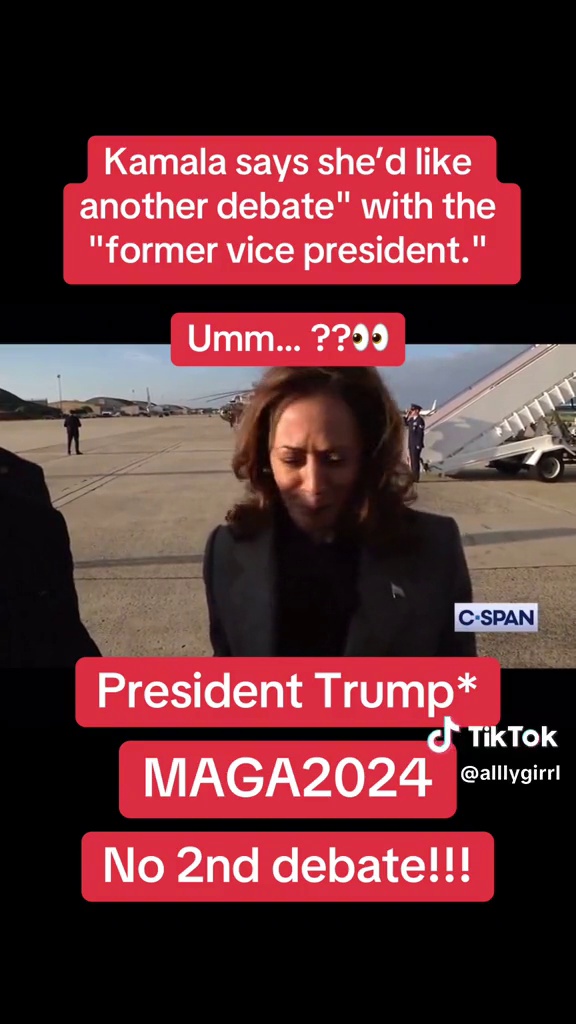 Kamala says she’d like
another debate" with the
"former vice president."
Umm... ??👀
C-SPAN
President Trump*
TikTok
MAGA2024
@alllygirrl
No 2nd debate!!!